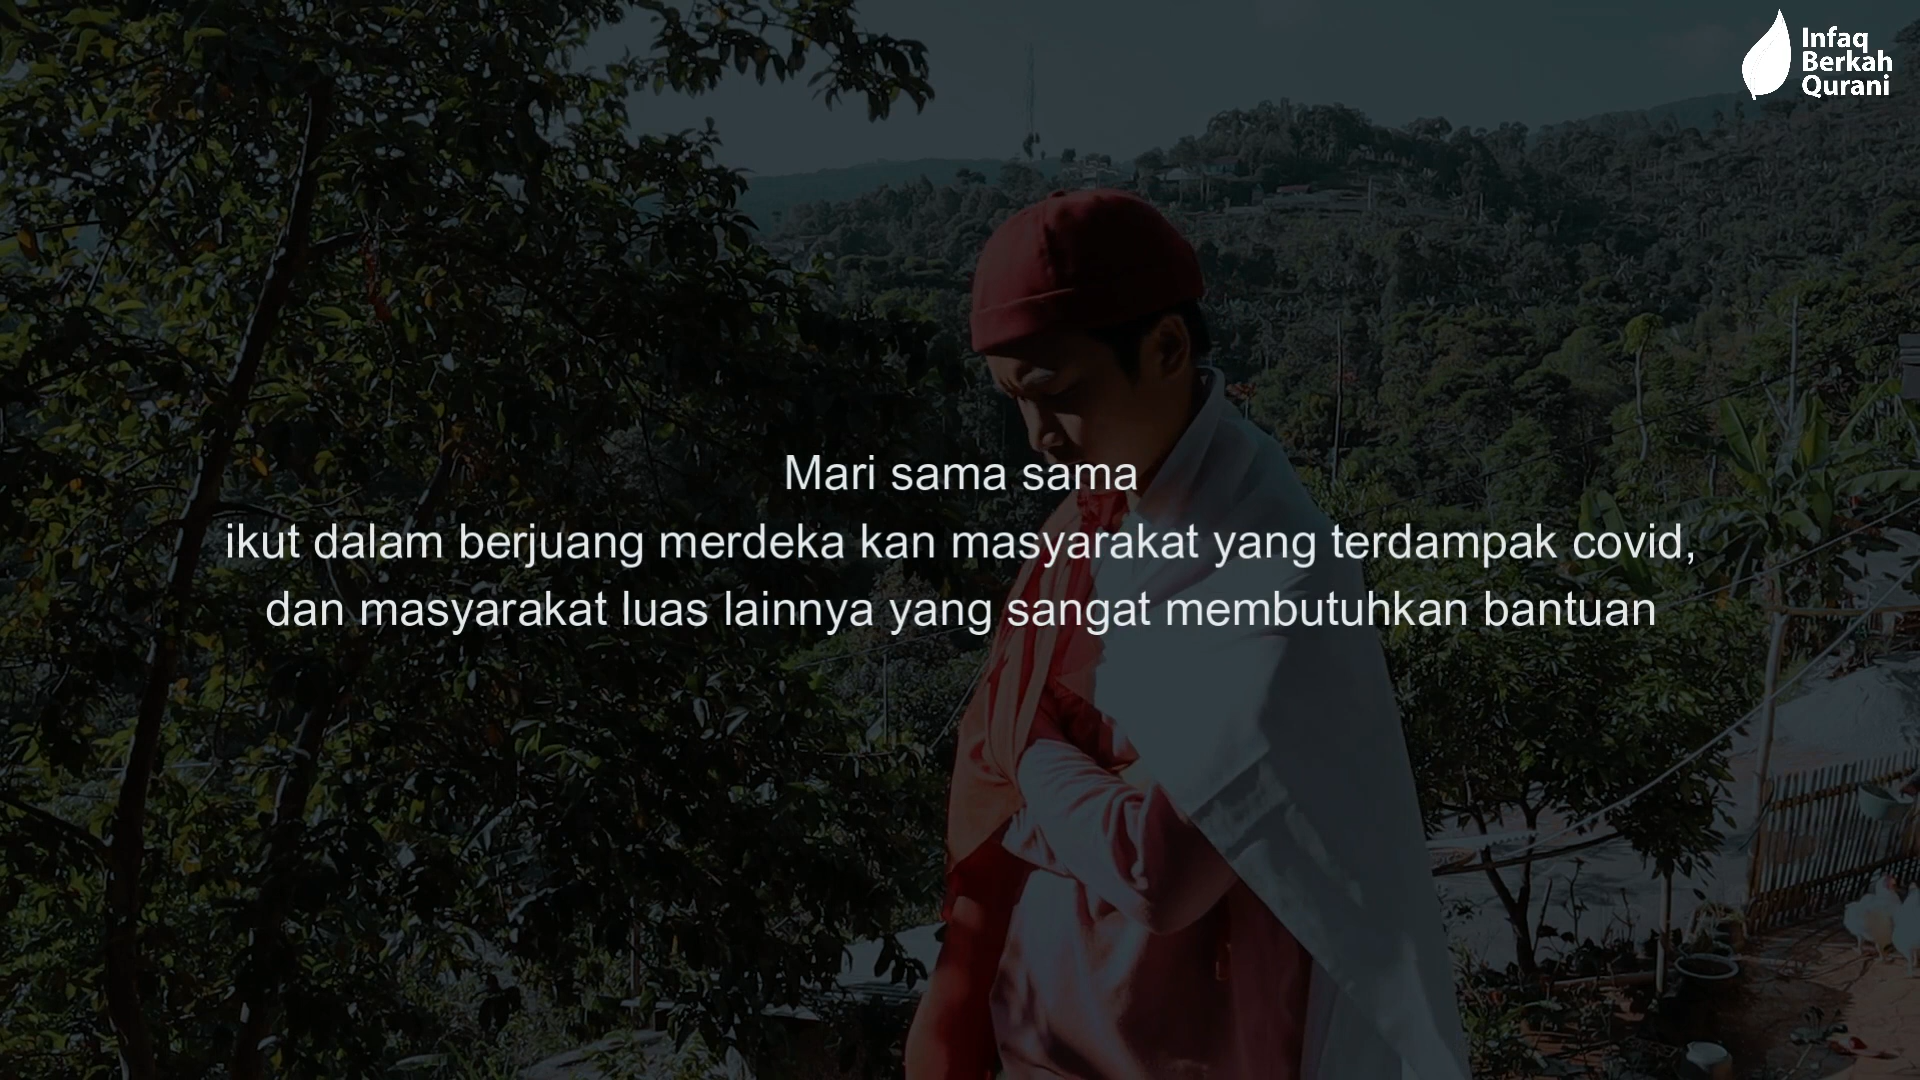 Infaq
Berkah
Qurani
Mari sama sama
ikut dalam berjuang merdeka kan masyarakat yang terdampak covid,
dan masyarakat luas lainnya yang sangat membutuhkan bantuan